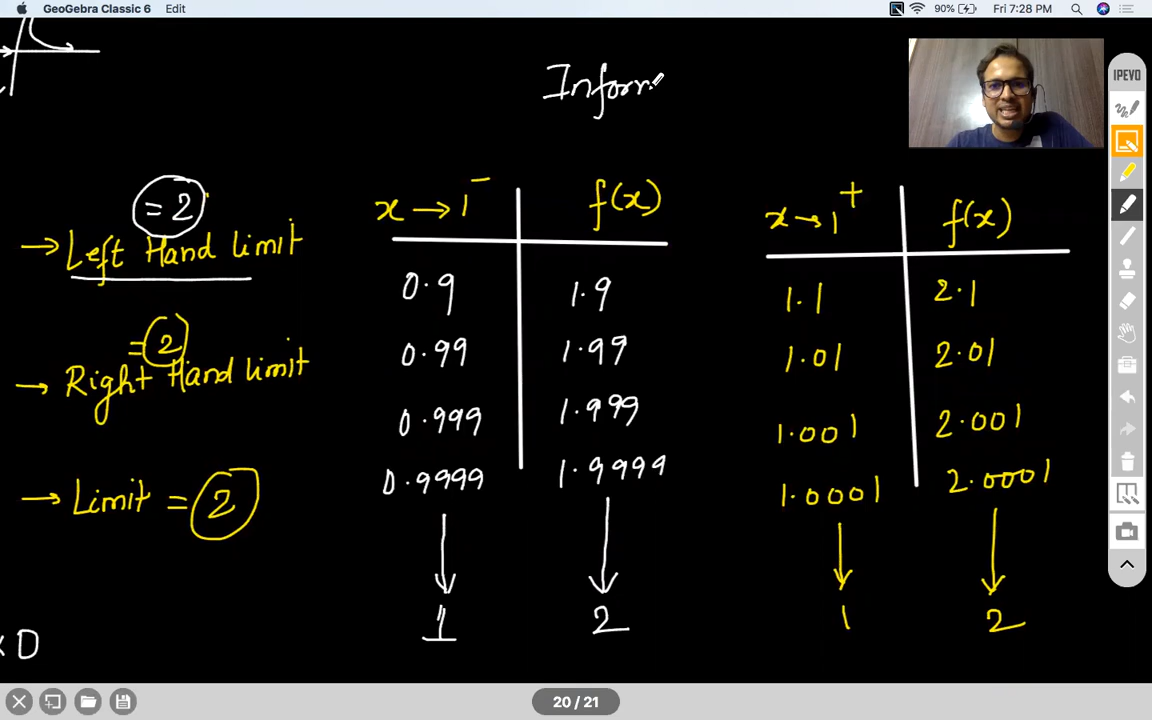 GeoGebra Classic 6 Edit 90% Fri 7:28 PM
IPEVO
Inform
x → 1⁻ f(x)
0.9 1.9
0.99 1.99
0.999 1.999
0.9999 1.9999
1 2
x → 1⁺ f(x)
1.1 2.1
1.01 2.01
1.001 2.001
1.0001 2.0001
1 2
= 2
→ Left Hand limit
= 2
→ Right Hand limit
→ Limit = 2
D
20 / 21